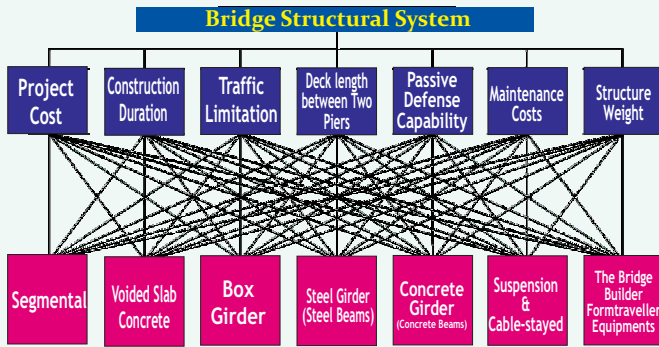 Bridge Structural System
Project
Cost
Construction
Duration
Traffic
Limitation
Deck length
between Two
Piers
Passive
Defense
Capability
Maintenance
Costs
Structure
Weight
Segmental
Voided Slab
Concrete
Box
Girder
Steel Girder
(Steel Beams)
Concrete
Girder
(Concrete Beams)
Suspension
&
Cable-stayed
The Bridge
Builder
Formtraveller
Equipments